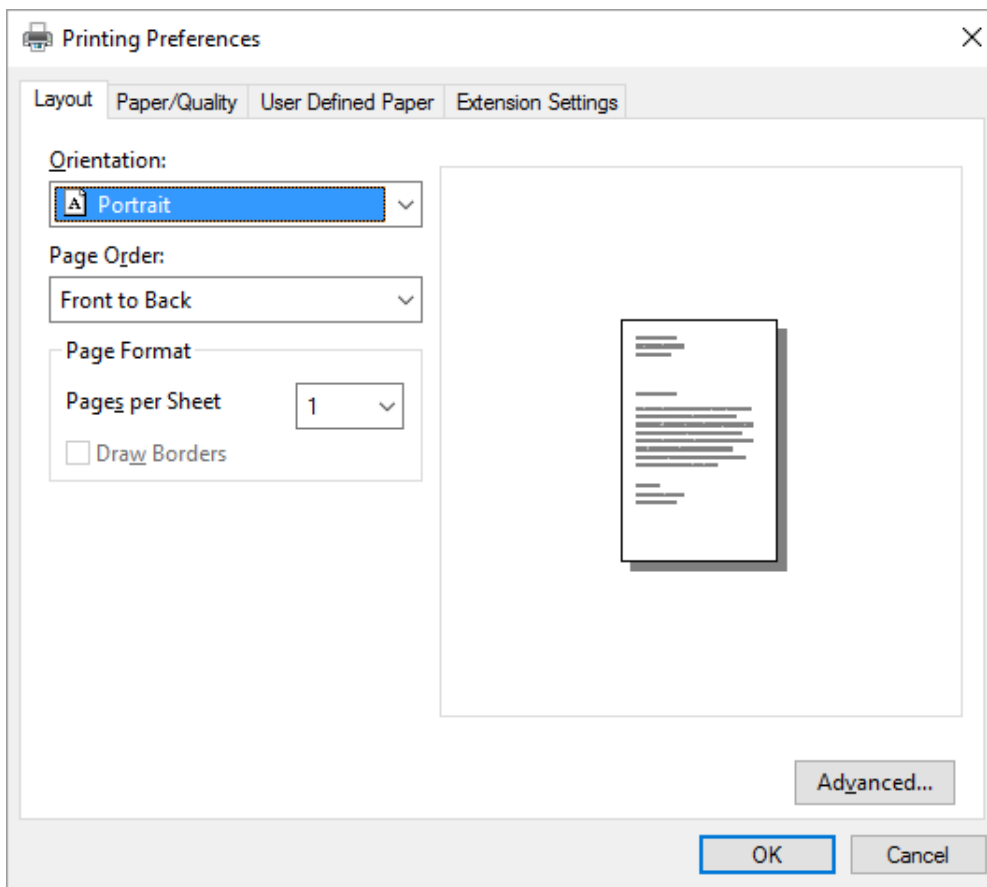 Printing Preferences
Layout
Paper/Quality
User Defined Paper
Extension Settings
Orientation:
A Portrait
Page Order:
Front to Back
Page Format
Pages per Sheet 1
Draw Borders
Advanced...
OK
Cancel